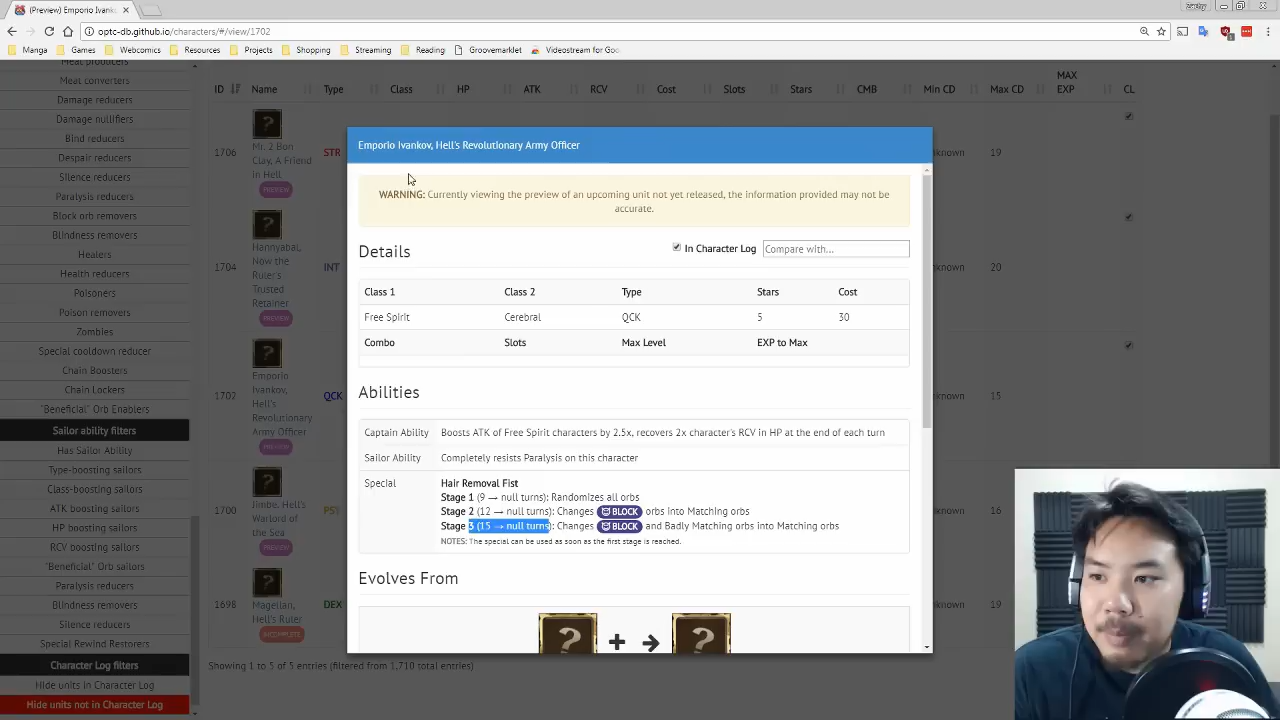 (Preview) Emporio Ivank
optc-db.github.io/characters/#/view/1702
Manga Games Webcomics Resources Projects Shopping Streaming Reading Groovemarklet Videostream for Goo
Meat producers
Meat converters
Damage reducers
Damage nullifiers
Bind reducers
Despair reducers
Silence reducers
Paralysis reducers
Block orb removers
Blindness removers
Healers
Health reducers
Poisoners
Poison removers
Zombies
Special cooldown reducer
Chain Boosters
Chain Lockers
"Beneficial" Orb Enablers
Sailor ability filters
Has Sailor Ability
Type-boosting sailors
Class-boosting sailors
ATK boosting sailors
HP boosting sailors
RCV boosting sailors
"Beneficial" Orb sailors
Paralysis reducers
Blindness removers
Silence reducers
Special Rewind Restorers
Character Log filters
Hide units in Character Log
Hide units not in Character Log
ID Name Type Class HP ATK RCV Cost Slots Stars CMB Min CD Max CD MAX EXP CL
1706 Mr. 2 Bon Clay, A Friend in Hell STR 19
PREVIEW
1704 Hannyabal, Now the Ruler's Trusted Retainer INT nknown 20
PREVIEW
1702 Emporio Ivankov, Hell's Revolutionary Army Officer QCK nknown 15
PREVIEW
1700 Jimbe, Hell's Warlord of the Sea PSY
PREVIEW
1698 Magellan, Hell's Ruler DEX nknown 19
INCOMPLETE
Showing 1 to 5 of 5 entries (filtered from 1,710 total entries)
Emporio Ivankov, Hell's Revolutionary Army Officer
WARNING: Currently viewing the preview of an upcoming unit not yet released, the information provided may not be
accurate.
Details In Character Log Compare with...
Class 1 Class 2 Type Stars Cost
Free Spirit Cerebral QCK 5 30
Combo Slots Max Level EXP to Max
Abilities
Captain Ability Boosts ATK of Free Spirit characters by 2.5x, recovers 2x character's RCV in HP at the end of each turn
Sailor Ability Completely resists Paralysis on this character
Special Hair Removal Fist
Stage 1 (9 → null turns): Randomizes all orbs
Stage 2 (12 → null turns): Changes BLOCK orbs into Matching orbs
Stage 3 (15 → null turns): Changes BLOCK and Badly Matching orbs into Matching orbs
NOTES: The special can be used as soon as the first stage is reached.
Evolves From